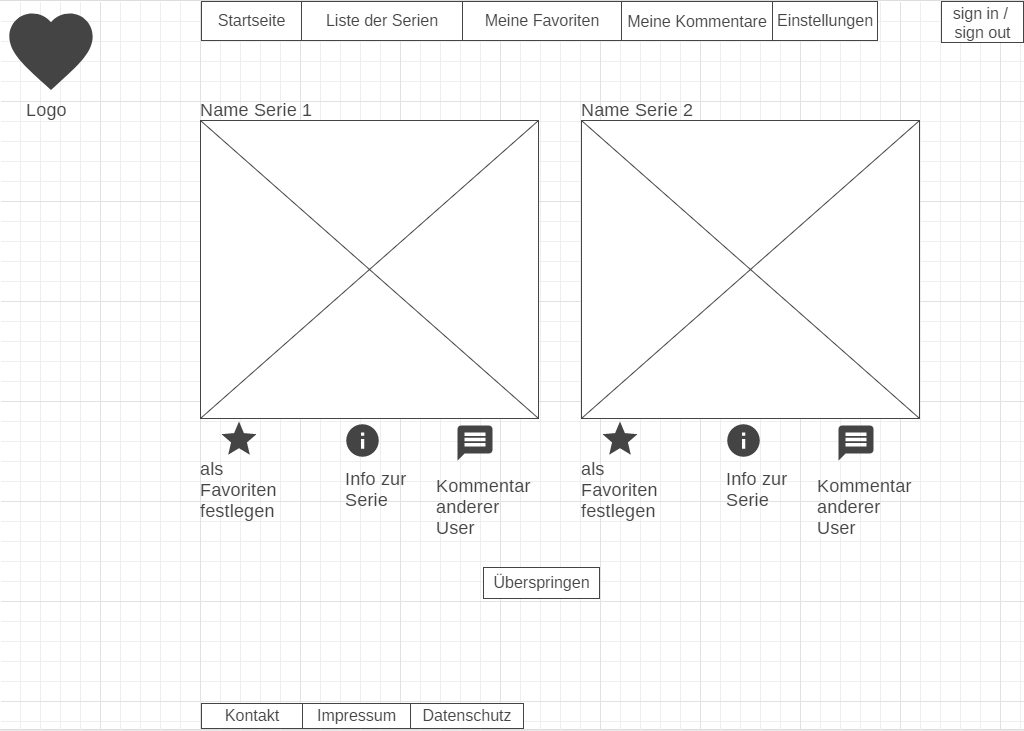 Startseite
Liste der Serien
Meine Favoriten
Meine Kommentare
Einstellungen
sign in /
sign out
Logo
Name Serie 1
Name Serie 2
als
Favoriten
festlegen
Info zur
Serie
Kommentar
anderer
User
als
Favoriten
festlegen
Info zur
Serie
Kommentar
anderer
User
Überspringen
Kontakt
Impressum
Datenschutz